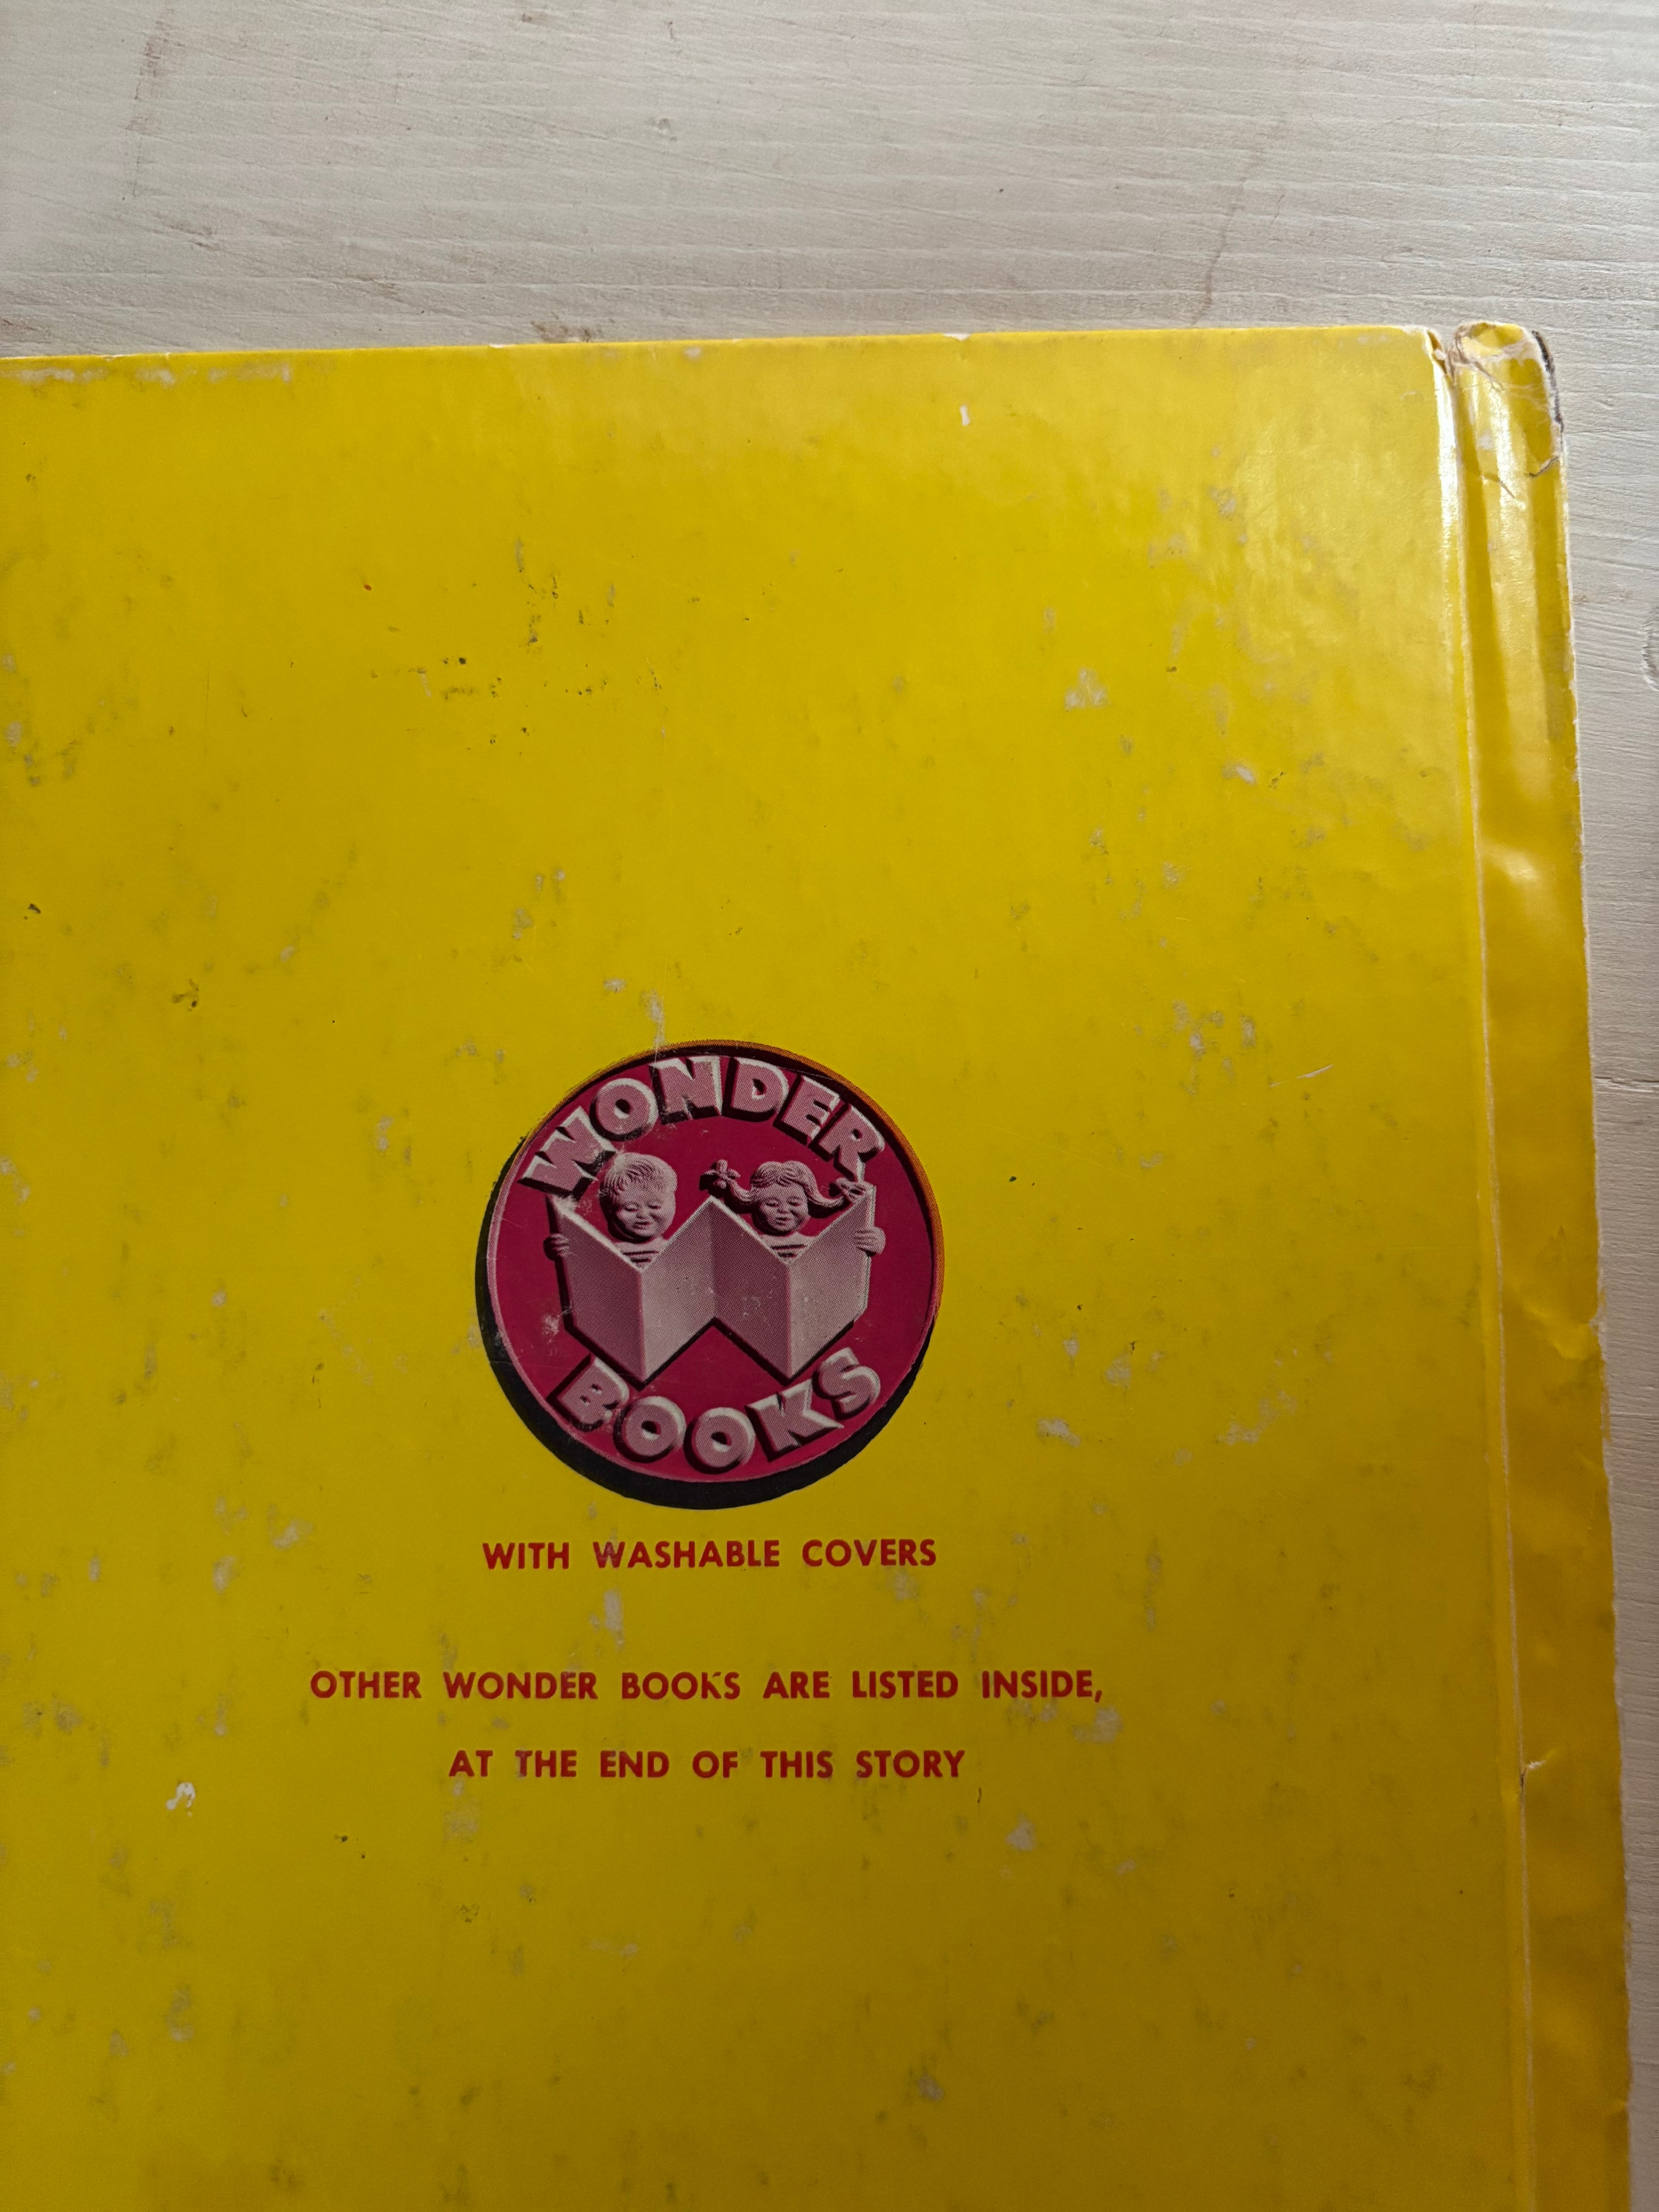 WONDER
BOOKS
WITH WASHABLE COVERS
OTHER WONDER BOOKS ARE LISTED INSIDE,
AT THE END OF THIS STORY